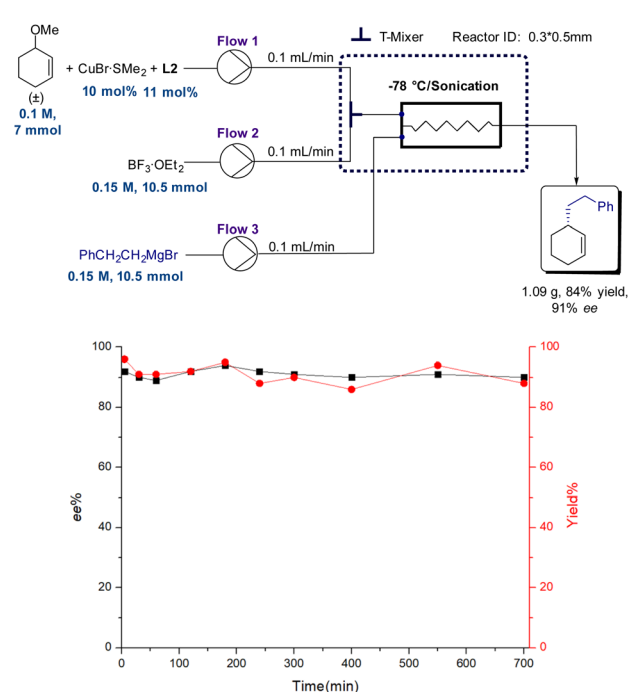 OMe
(±)
0.1 M,
7 mmol
+ CuBr·SMe2 + L2
10 mol% 11 mol%
Flow 1
0.1 mL/min
T-Mixer
Reactor ID: 0.3*0.5mm
-78 °C/Sonication
BF3·OEt2
0.15 M, 10.5 mmol
Flow 2
0.1 mL/min
PhCH2CH2MgBr
0.15 M, 10.5 mmol
Flow 3
0.1 mL/min
Ph
1.09 g, 84% yield,
91% ee
100
80
60
40
20
0
ee%
100
80
60
40
20
0
Yield%
0 100 200 300 400 500 600 700
Time(min)